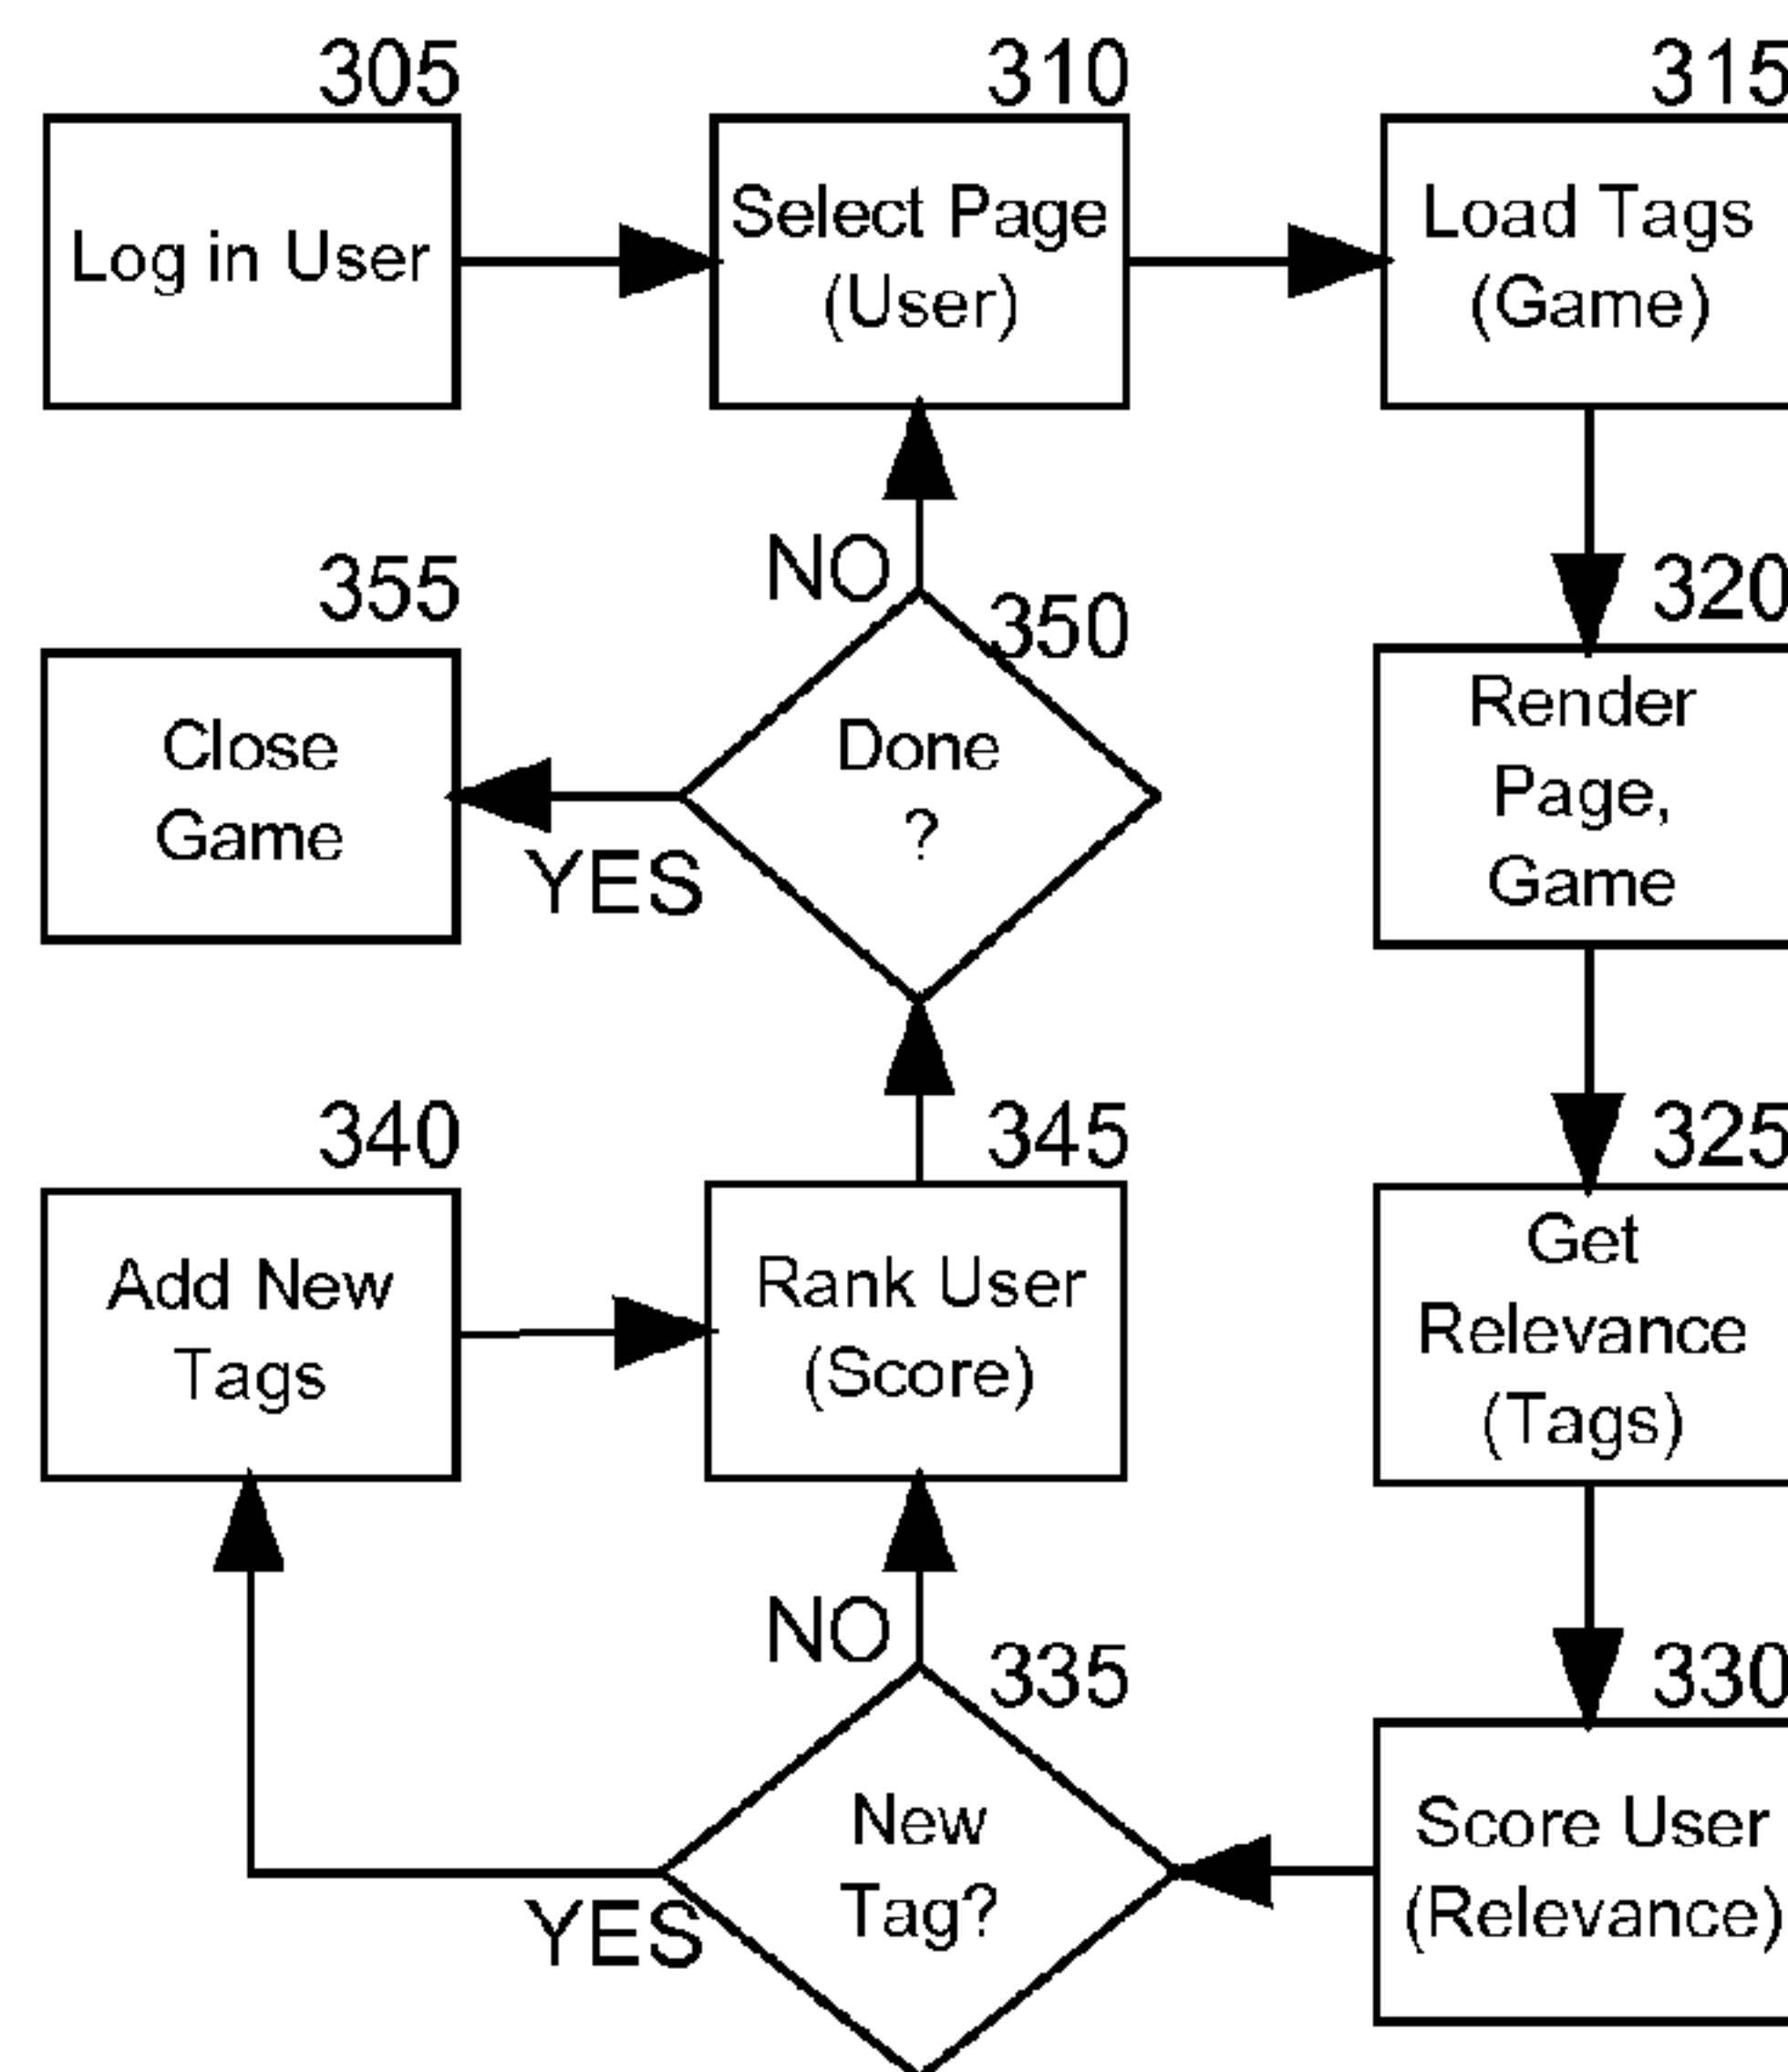 305
310
315
Log in User
Select Page
(User)
Load Tags
(Game)
355
NO
350
320
Close
Game
YES
Done
?
Render
Page,
Game
340
345
325
Add New
Tags
Rank User
(Score)
Get
Relevance
(Tags)
NO
335
330
YES
New
Tag?
Score User
(Relevance)